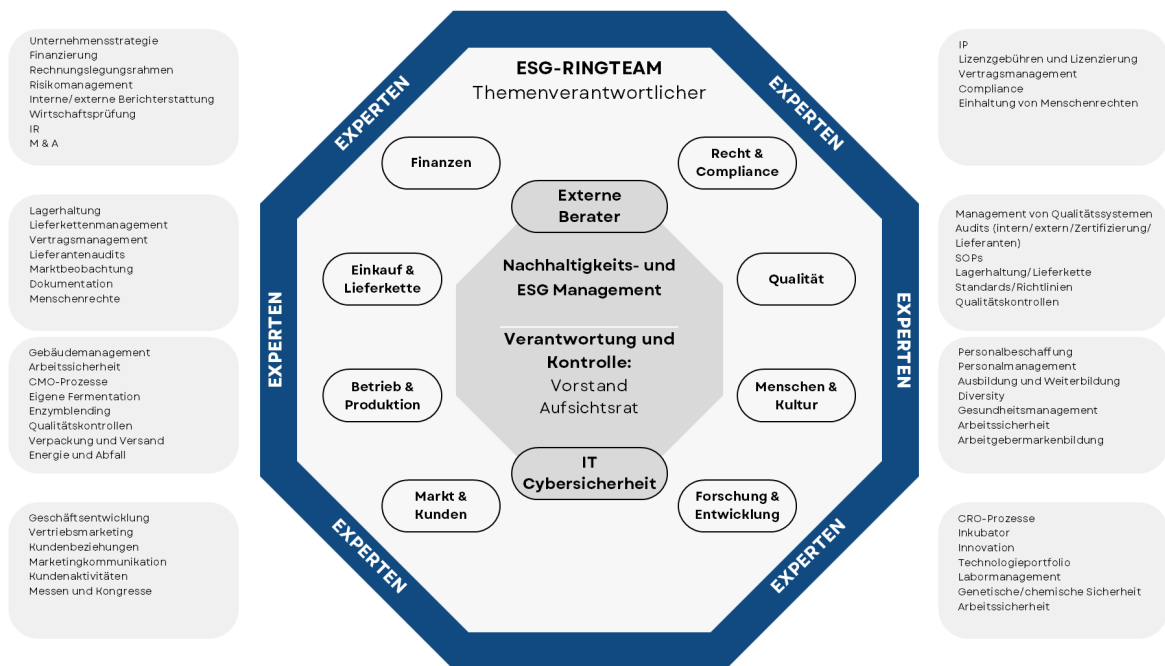 Unternehmensstrategie
Finanzierung
Rechnungslegungsrahmen
Risikomanagement
Interne/externe Berichterstattung
Wirtschaftsprüfung
IR
M & A
Lagerhaltung
Lieferkettenmanagement
Vertragsmanagement
Lieferantenaudits
Marktbeobachtung
Dokumentation
Menschenrechte
Gebäudemanagement
Arbeitssicherheit
CMO-Prozesse
Eigene Fermentation
Enzymblending
Qualitätskontrollen
Verpackung und Versand
Energie und Abfall
Geschäftsentwicklung
Vertriebsmarketing
Kundenbeziehungen
Marketingkommunikation
Kundenaktivitäten
Messen und Kongresse
EXPERTEN
EXPERTEN
EXPERTEN
ESG-RINGTEAM
Themenverantwortlicher
Finanzen
Recht &
Compliance
Externe
Berater
Einkauf &
Lieferkette
Nachhaltigkeits- und
ESG Management
Qualität
Verantwortung und
Kontrolle:
Vorstand
Aufsichtsrat
Betrieb &
Produktion
Menschen &
Kultur
IT
Cybersicherheit
Markt &
Kunden
Forschung &
Entwicklung
EXPERTEN
EXPERTEN
EXPERTEN
IP
Lizenzgebühren und Lizenzierung
Vertragsmanagement
Compliance
Einhaltung von Menschenrechten
Management von Qualitätssystemen
Audits (intern/extern/Zertifizierung/
Lieferanten)
SOPs
Lagerhaltung/Lieferkette
Standards/Richtlinien
Qualitätskontrollen
Personalbeschaffung
Personalmanagement
Ausbildung und Weiterbildung
Diversity
Gesundheitsmanagement
Arbeitssicherheit
Arbeitgebermarkenbildung
CRO-Prozesse
Inkubator
Innovation
Technologieportfolio
Labormanagement
Genetische/chemische Sicherheit
Arbeitssicherheit